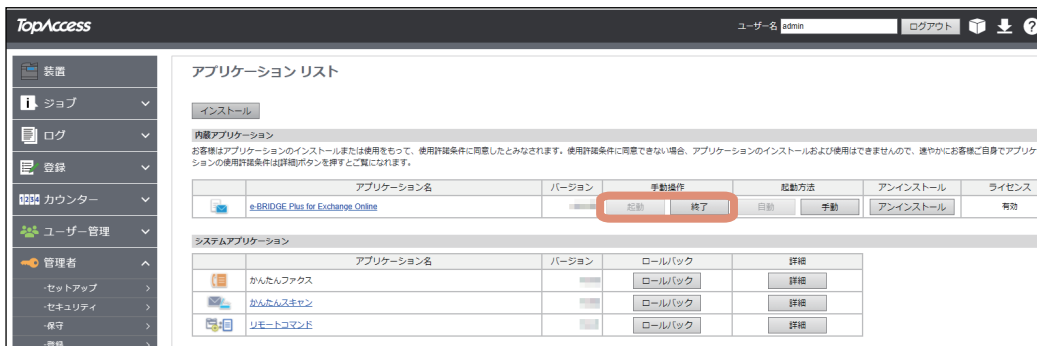 TopAccess
ユーザー名 admin ログアウト
装置
ジョブ
ログ
登録
1234 カウンター
ユーザー管理
管理者
-セットアップ
-セキュリティ
-保守
-登録
アプリケーション リスト
インストール
内蔵アプリケーション
お客様はアプリケーションのインストールまたは使用をもって、使用許諾条件に同意したとみなされます。使用許諾条件に同意できない場合、アプリケーションのインストールおよび使用はできませんので、速やかにお客様ご自身でアプリケ
ションの使用許諾条件は[詳細]ボタンを押すとご覧になれます。
アプリケーション名 バージョン 手動操作 起動方法 アンインストール ライセンス
e-BRIDGE Plus for Exchange Online 起動 終了 自動 手動 アンインストール 有効
システムアプリケーション
アプリケーション名 バージョン ロールバック 詳細
かんたんファクス ロールバック 詳細
かんたんスキャン ロールバック 詳細
リモートコマンド ロールバック 詳細